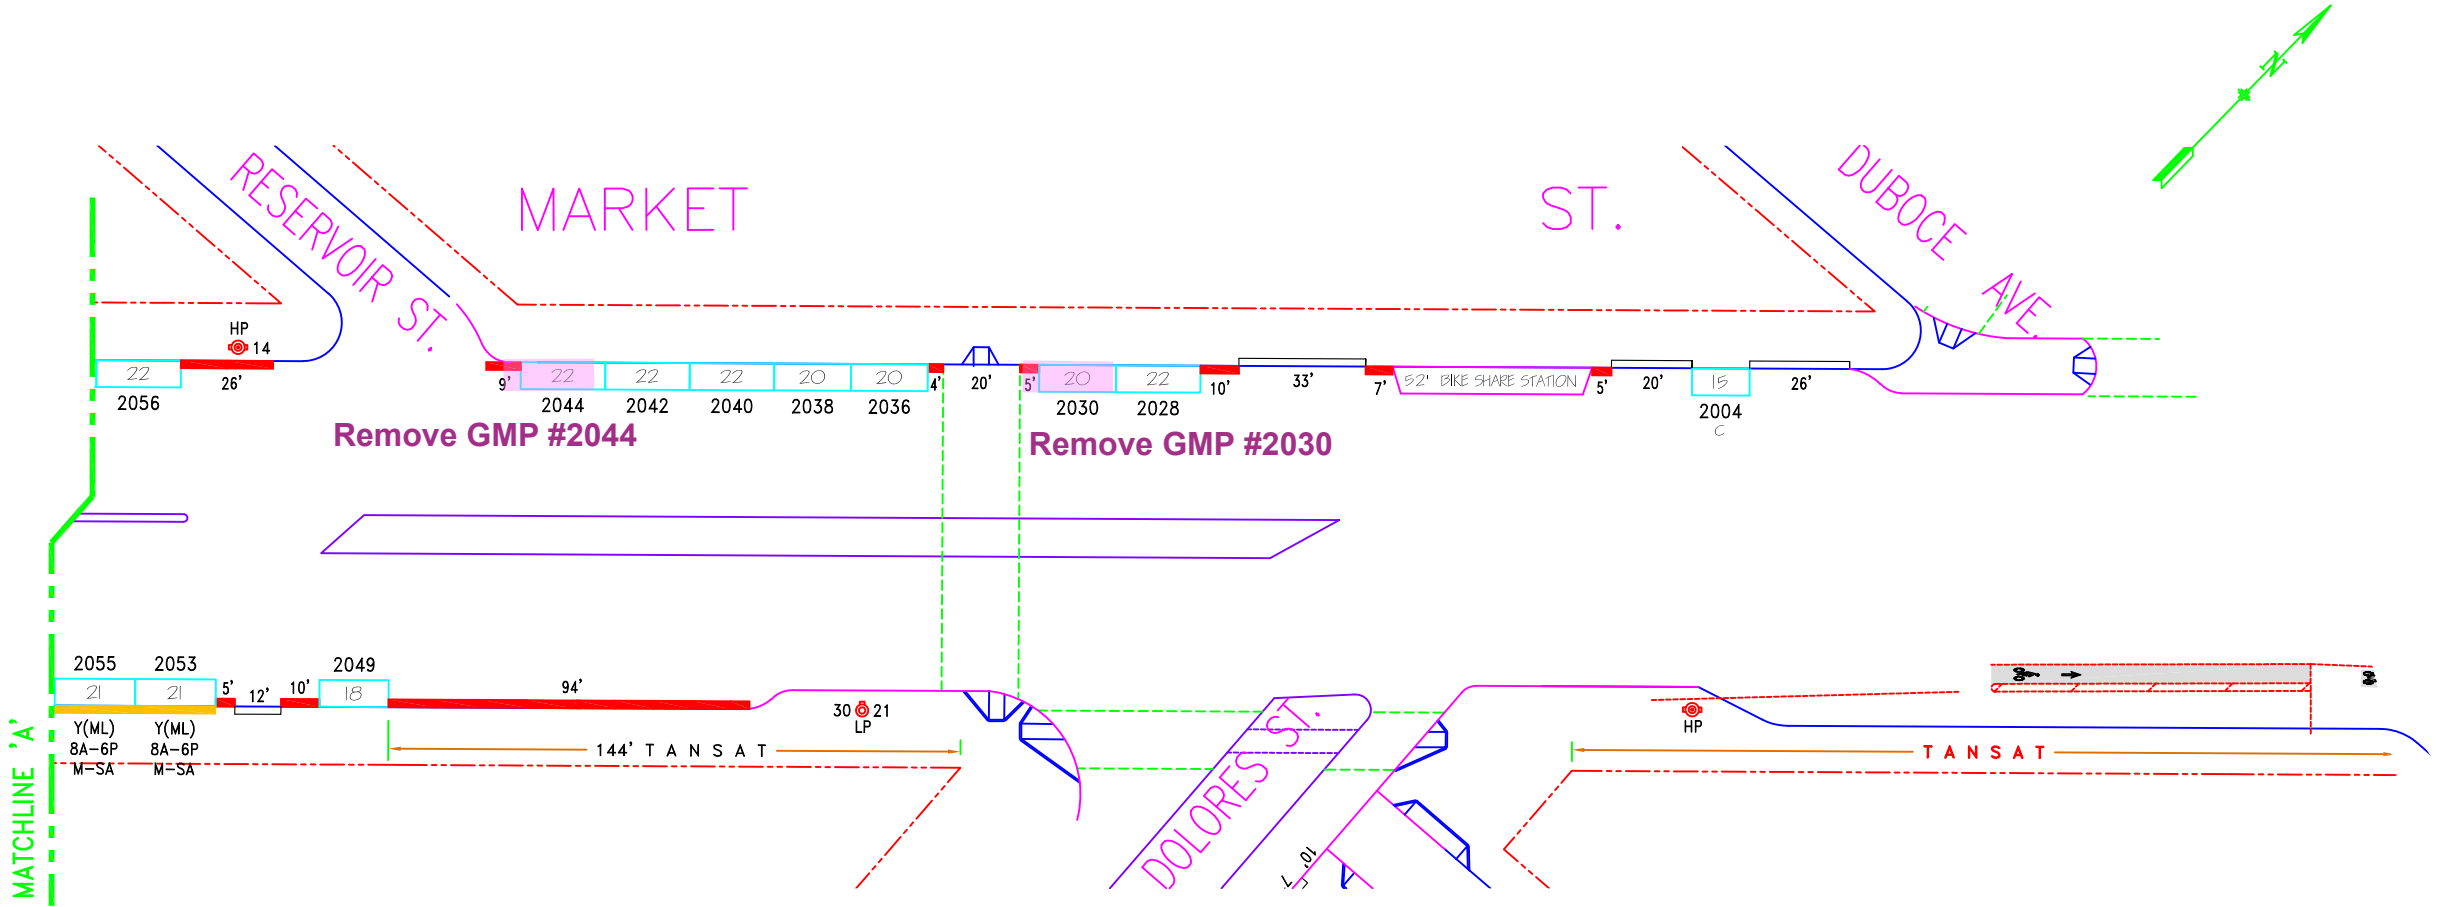 N
RESERVOIR ST.
MARKET ST.
DUBOCE AVE.
HP
14
22
26'
2056
9'
22
22
22
20
20
4'
20'
5'
20
22
10'
33'
7'
52' BIKE SHARE STATION
5'
20'
15
26'
2044
2042
2040
2038
2036
2030
2028
2004
C
Remove GMP #2044
Remove GMP #2030
2055
2053
2049
21
21
5'
12'
10'
18
94'
30
21
LP
HP
Y(ML)
8A-6P
M-SA
Y(ML)
8A-6P
M-SA
144' TANSAT
TANSAT
DOLORES ST.
10'
7'
MATCHLINE 'A'